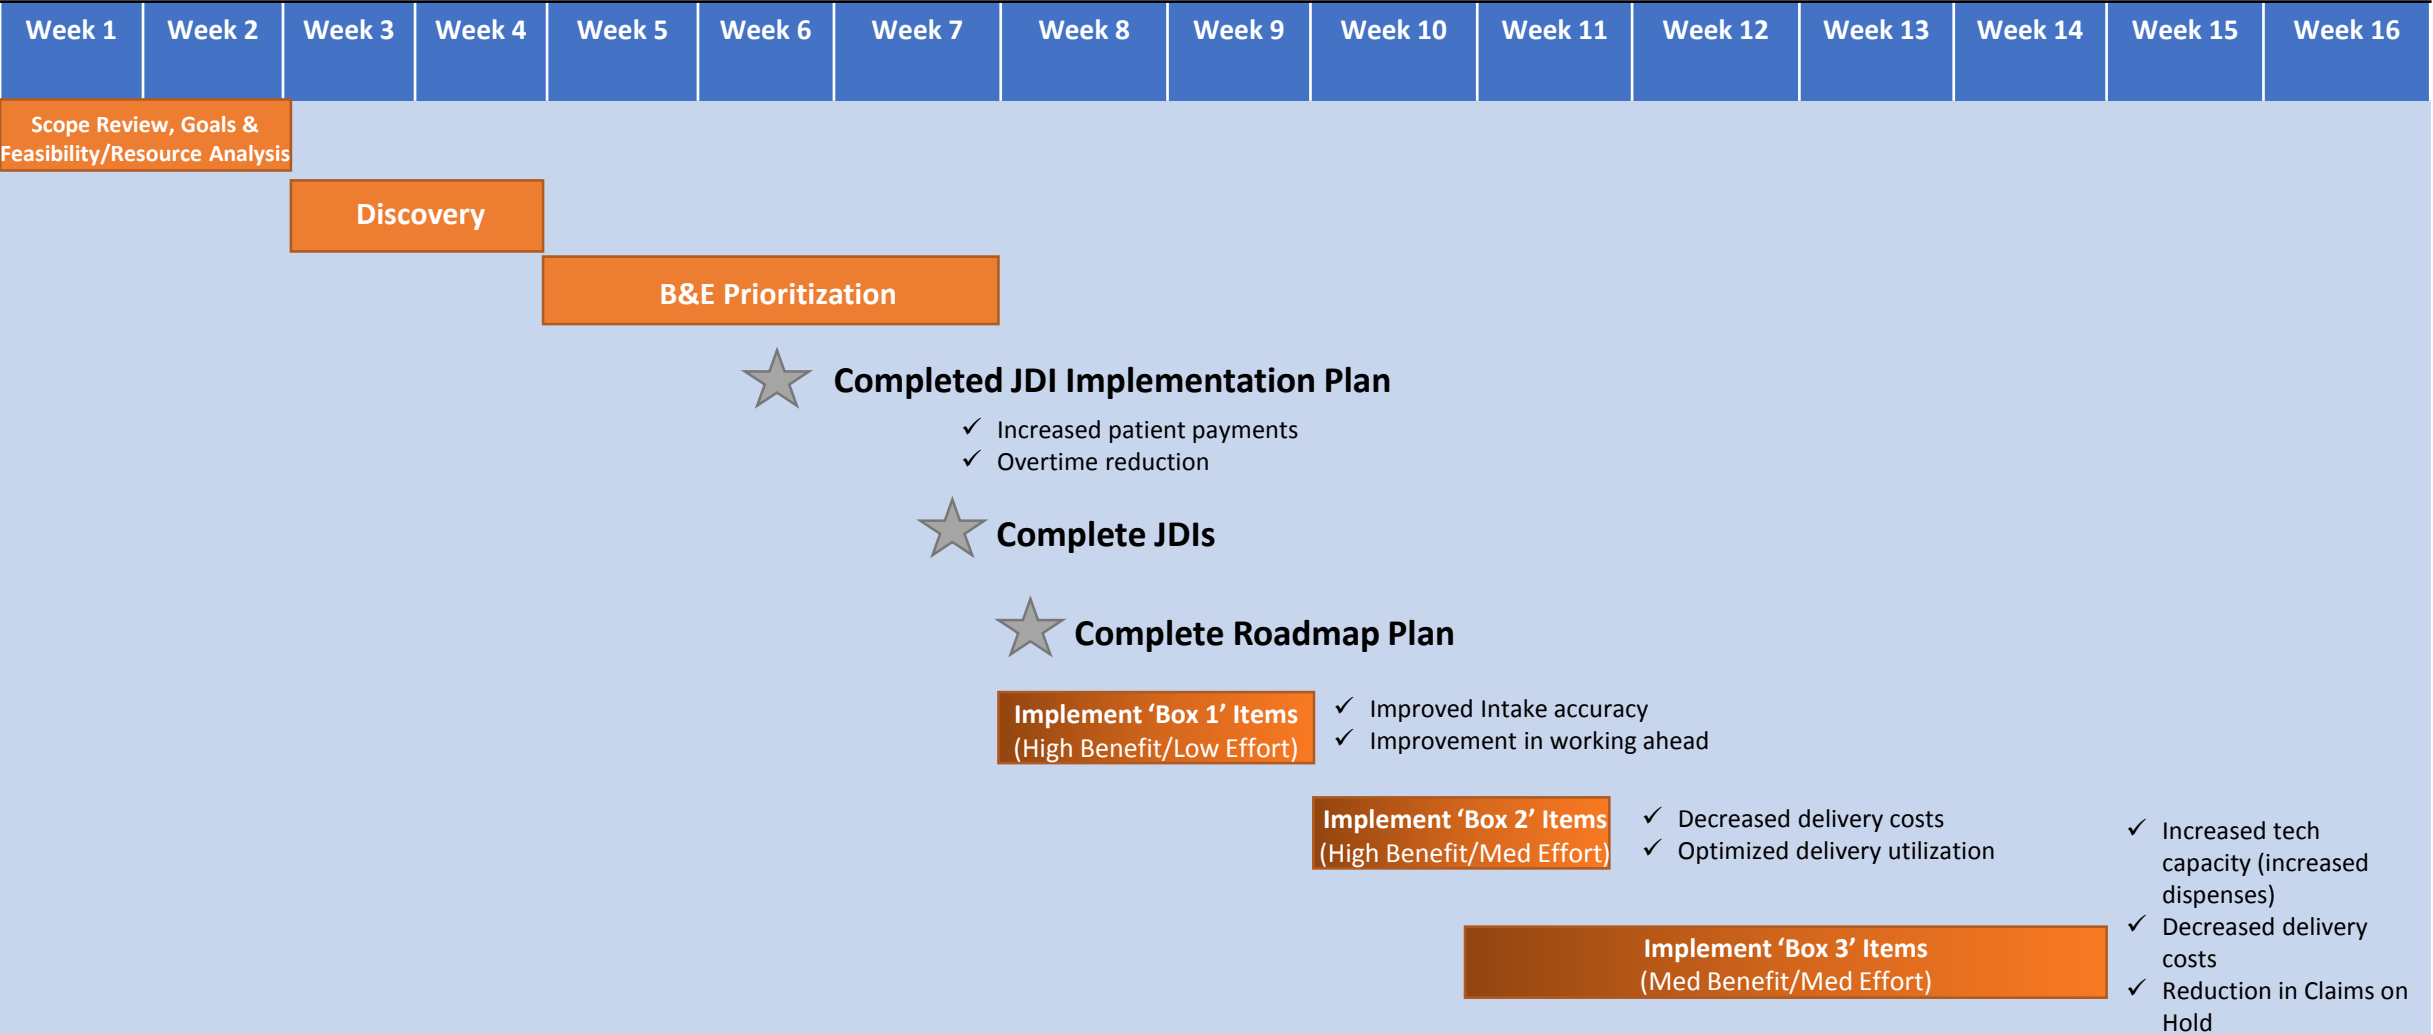 Week 1 Week 2 Week 3 Week 4 Week 5 Week 6 Week 7 Week 8 Week 9 Week 10 Week 11 Week 12 Week 13 Week 14 Week 15 Week 16
Scope Review, Goals &
Feasibility/Resource Analysis
Discovery
B&E Prioritization
Completed JDI Implementation Plan
✓ Increased patient payments
✓ Overtime reduction
Complete JDIs
Complete Roadmap Plan
Implement ‘Box 1’ Items
(High Benefit/Low Effort)
✓ Improved Intake accuracy
✓ Improvement in working ahead
Implement ‘Box 2’ Items
(High Benefit/Med Effort)
✓ Decreased delivery costs
✓ Optimized delivery utilization
Implement ‘Box 3’ Items
(Med Benefit/Med Effort)
✓ Increased tech
capacity (increased
dispenses)
✓ Decreased delivery
costs
✓ Reduction in Claims on
Hold